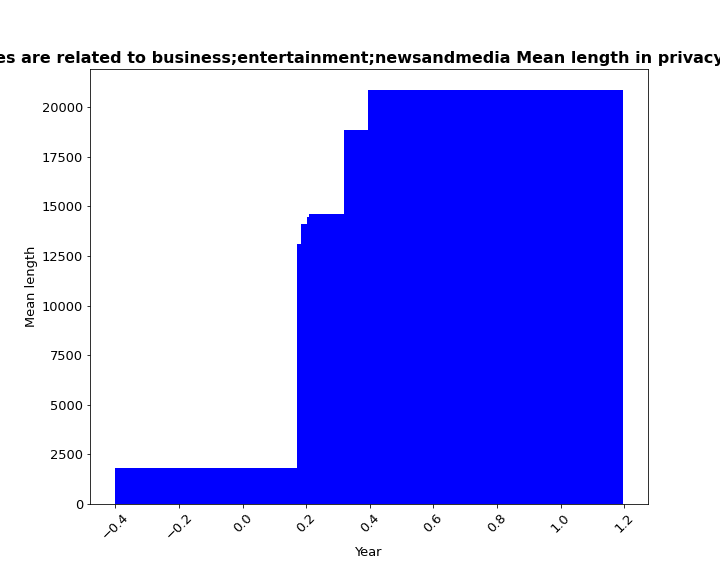 es are related to business;entertainment;newsandmedia Mean length in privacy
20000
17500
15000
12500
10000
7500
5000
2500
0
Mean length
−0.4 −0.2 0.0 0.2 0.4 0.6 0.8 1.0 1.2
Year